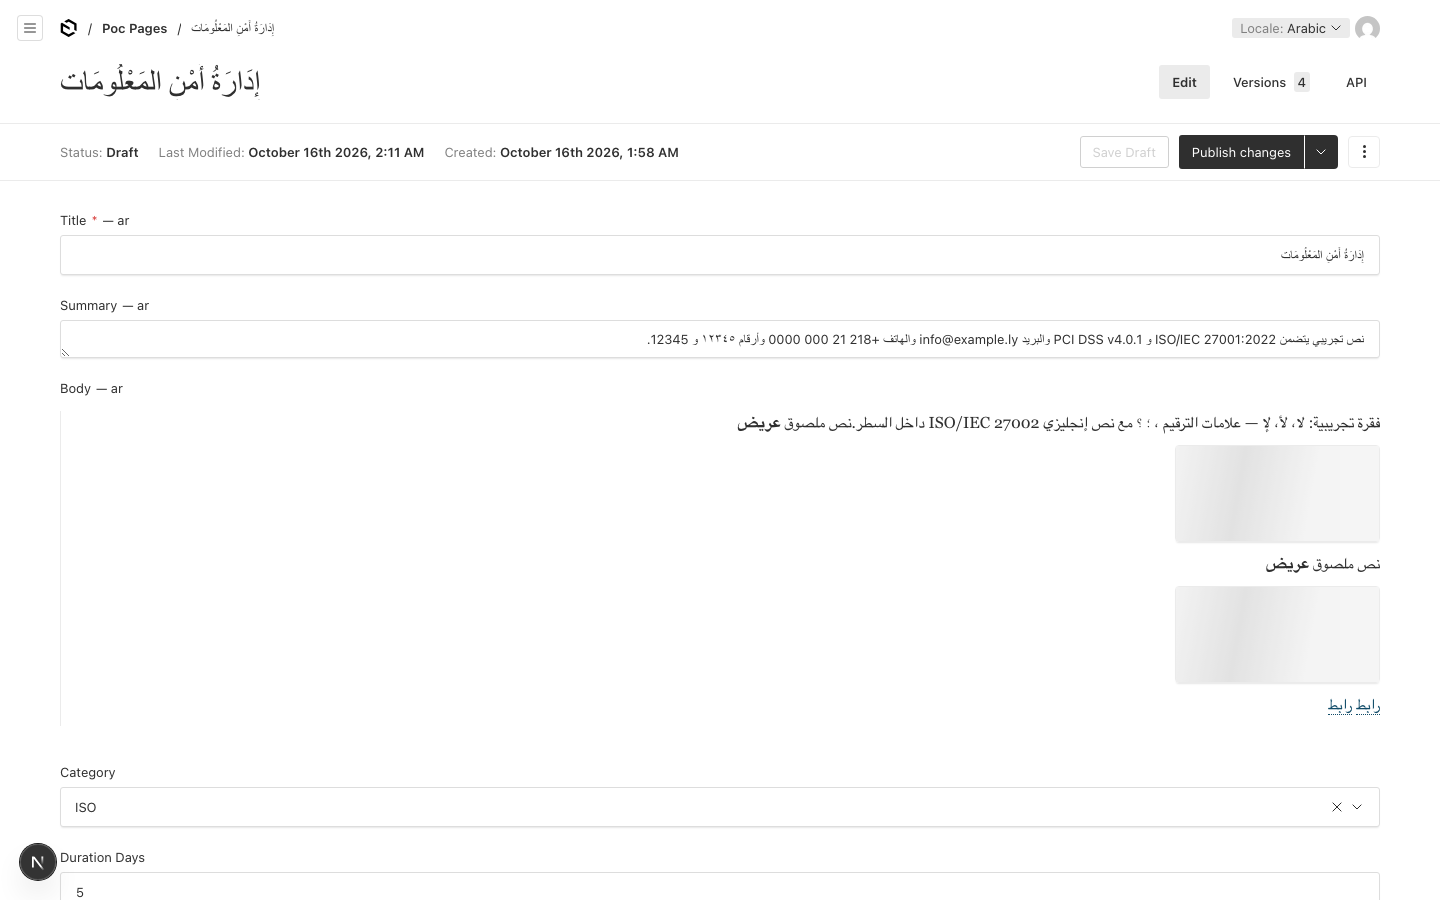 / Poc Pages / إدَارَةُ أَمْنِ المَعْلُومَات
Locale: Arabic
إدَارَةُ أَمْنِ المَعْلُومَات
Edit
Versions 4
API
Status: Draft
Last Modified: October 16th 2026, 2:11 AM
Created: October 16th 2026, 1:58 AM
Save Draft
Publish changes
Title * — ar
إدَارَةُ أَمْنِ المَعْلُومَات
Summary — ar
نص تجريبي يتضمن ISO/IEC 27001:2022 و PCI DSS v4.0.1 والبريد info@example.ly والهاتف +218 21 000 0000 وأرقام ١٢٣٤٥ و 12345.
Body — ar
فقرة تجريبية: لا، لأ، لإ — علامات الترقيم ، ؛ ؟ مع نص إنجليزي ISO/IEC 27002 داخل السطر.نص ملصوق عريض
نص ملصوق عريض
رابط رابط
Category
ISO
N
Duration Days
5